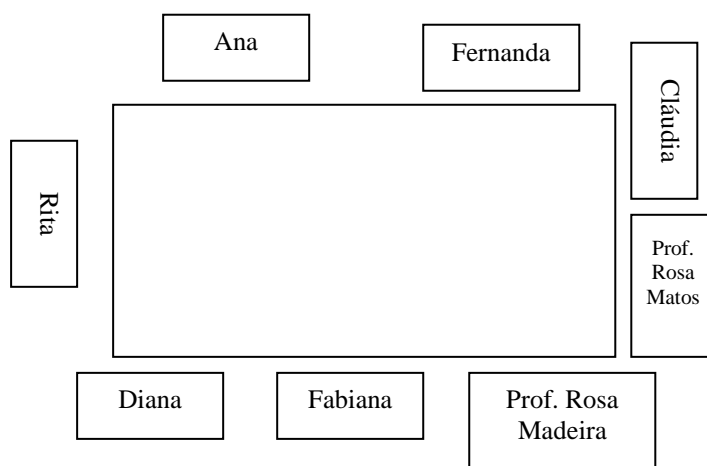 Ana
Fernanda
Cláudia
Rita
Prof.
Rosa
Matos
Diana
Fabiana
Prof. Rosa
Madeira